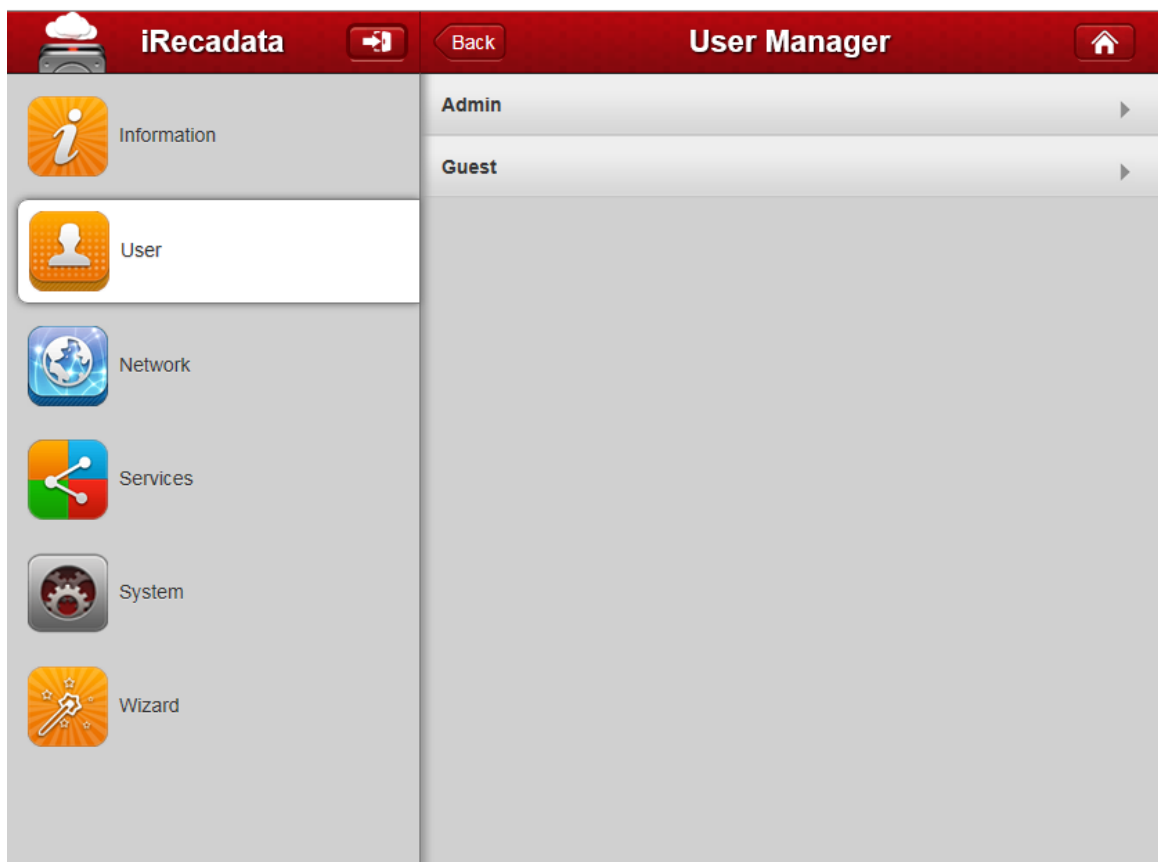 iRecadata
Back
User Manager
Information
User
Network
Services
System
Wizard
Admin
Guest